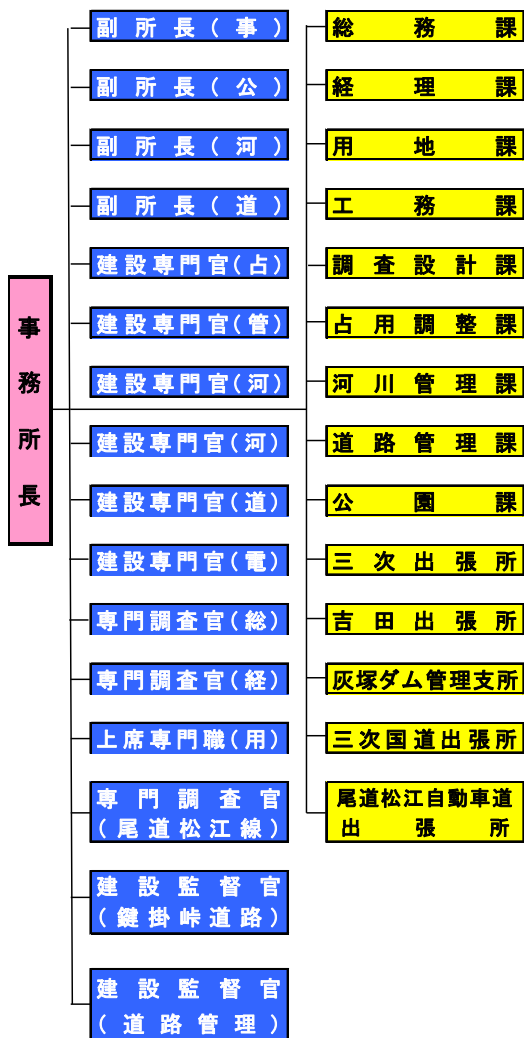 事務所長
副所長(事)
副所長(公)
副所長(河)
副所長(道)
建設専門官(占)
建設専門官(管)
建設専門官(河)
建設専門官(河)
建設専門官(道)
建設専門官(電)
専門調査官(総)
専門調査官(経)
上席専門職(用)
専門調査官
(尾道松江線)
建設監督官
(鍵掛峠道路)
建設監督官
(道路管理)
総務課
経理課
用地課
工務課
調査設計課
占用調整課
河川管理課
道路管理課
公園課
三次出張所
吉田出張所
灰塚ダム管理支所
三次国道出張所
尾道松江自動車道
出張所